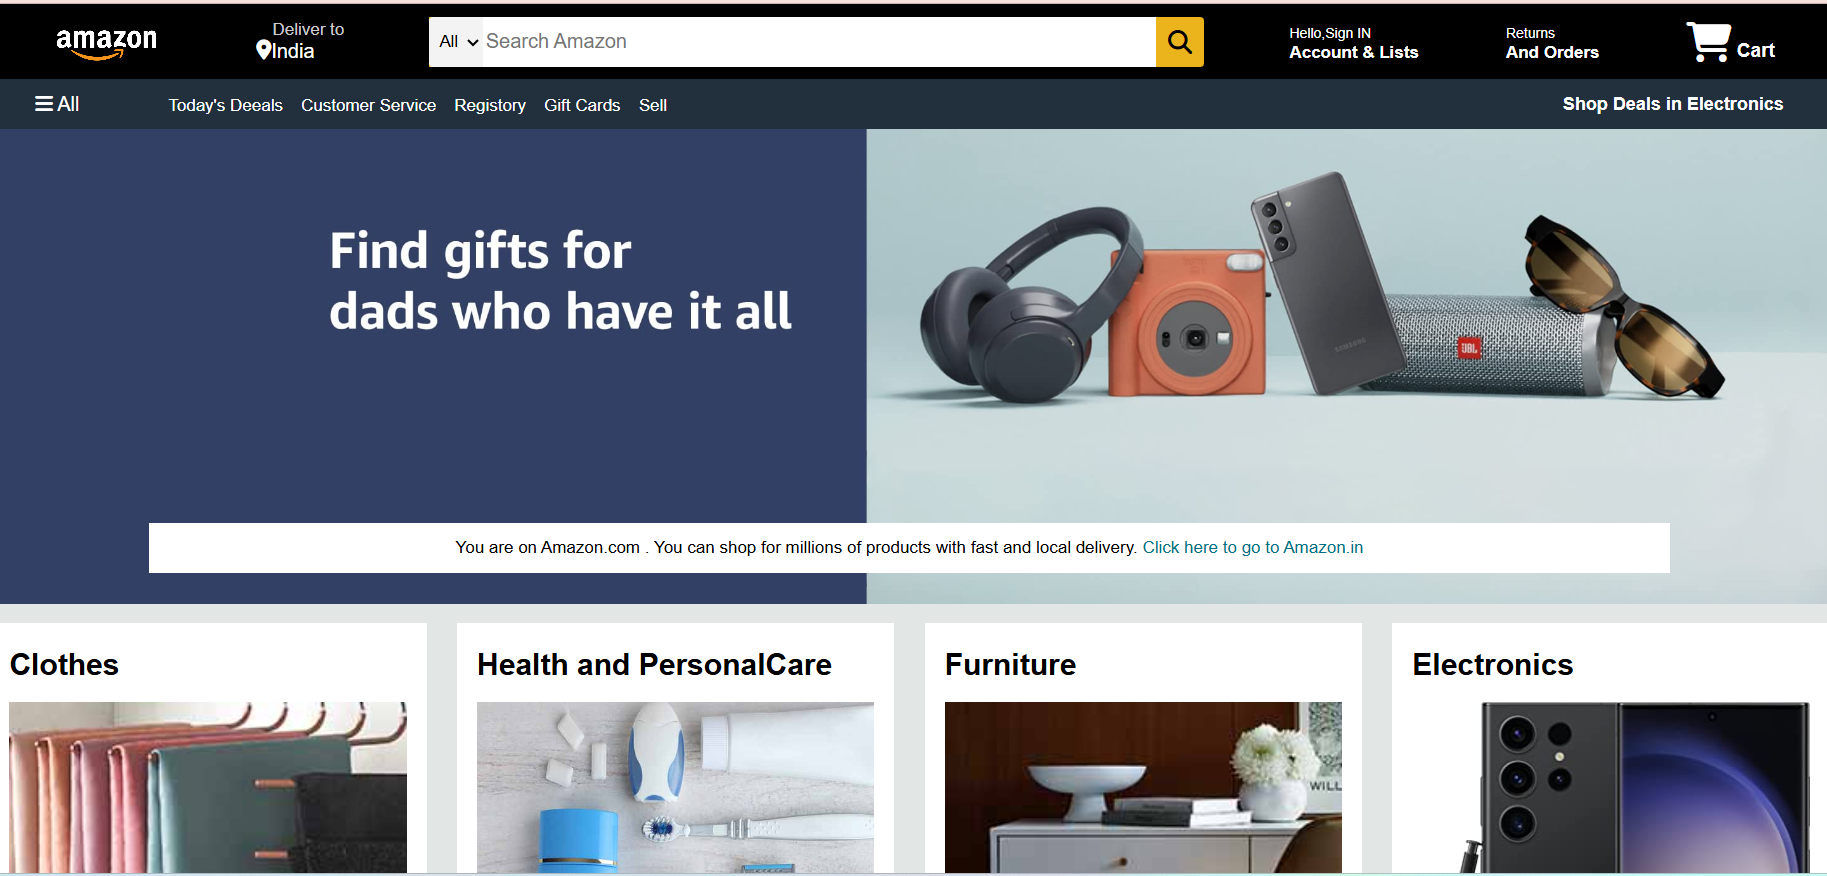 amazon
Deliver to
India
All
Search Amazon
Hello,Sign IN
Account & Lists
Returns
And Orders
Cart
All
Today's Deeals
Customer Service
Registory
Gift Cards
Sell
Shop Deals in Electronics
Find gifts for
dads who have it all
SAMSUNG
JBL
You are on Amazon.com . You can shop for millions of products with fast and local delivery. Click here to go to Amazon.in
Clothes
Health and PersonalCare
Furniture
Electronics
WILL